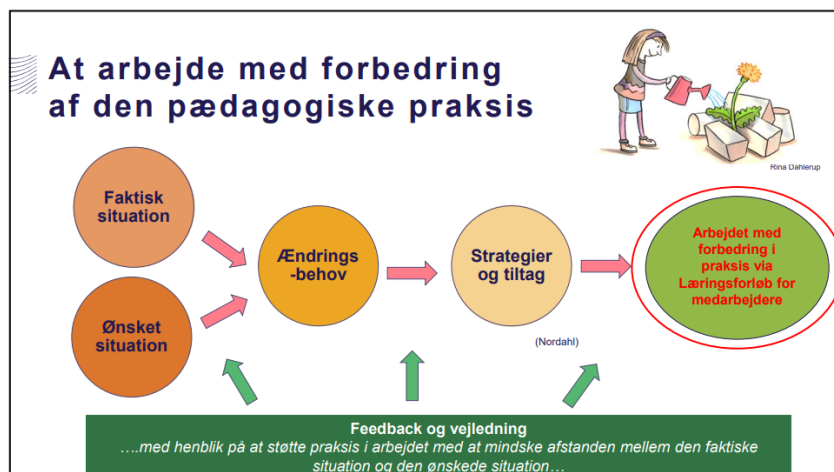 At arbejde med forbedring
af den pædagogiske praksis
Rina Dahlerup
Faktisk
situation
Ønsket
situation
Ændrings
-behov
Strategier
og tiltag
(Nordahl)
Arbejdet med
forbedring i
praksis via
Læringsforløb for
medarbejdere
Feedback og vejledning
….med henblik på at støtte praksis i arbejdet med at mindske afstanden mellem den faktiske
situation og den ønskede situation…